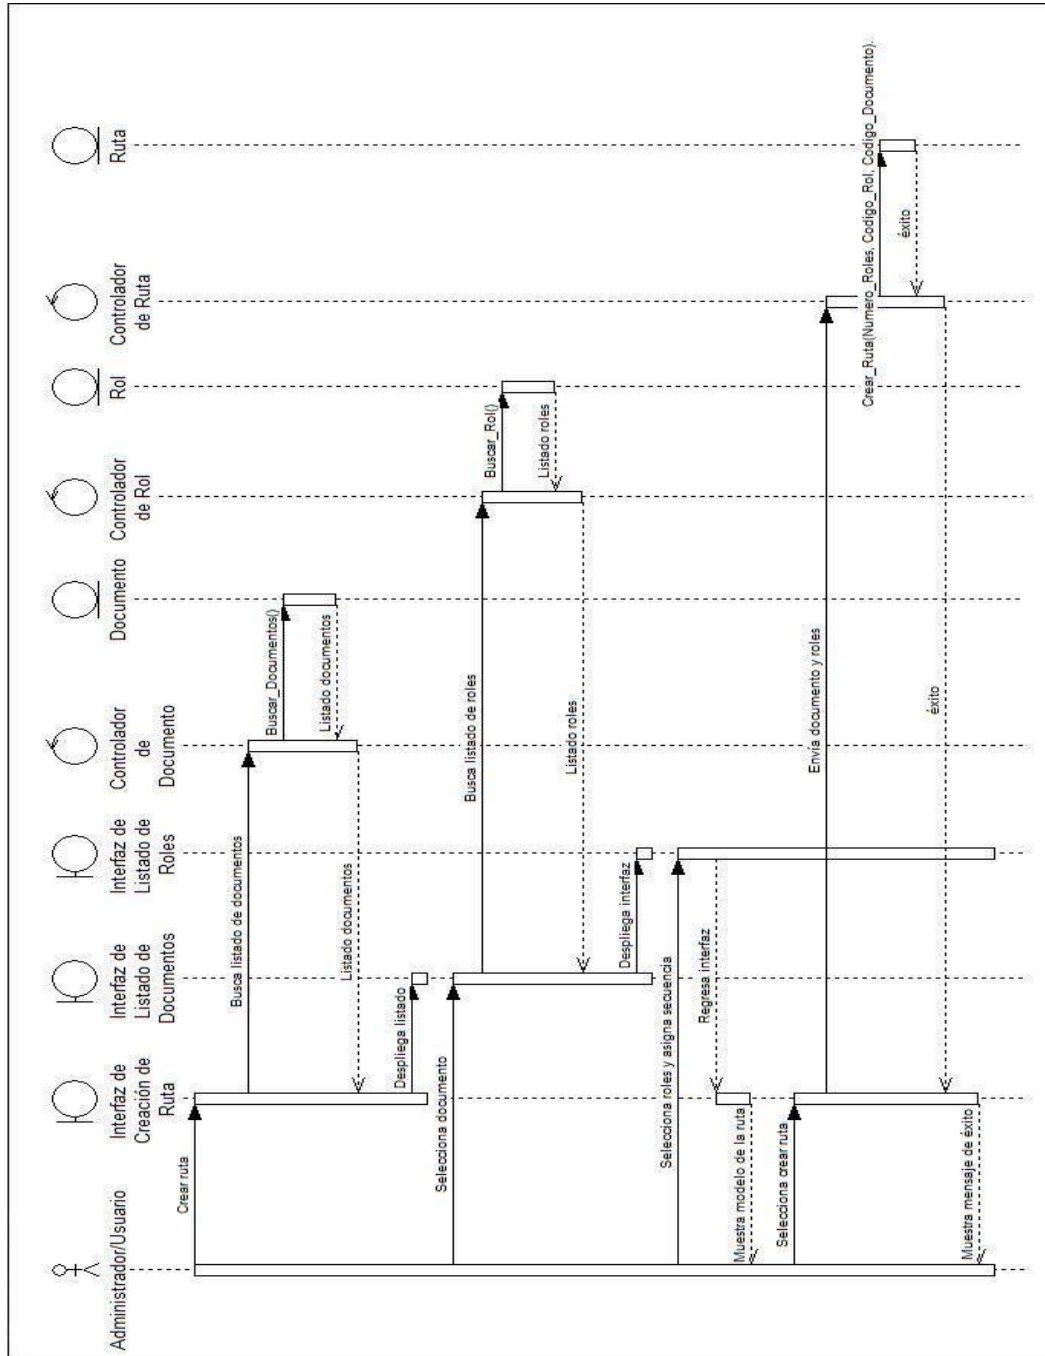 Administrador/Usuario
Interfaz de
Creación de
Ruta
Interfaz de
Listado de
Documentos
Interfaz de
Listado de
Roles
Controlador
de
Documento
Documento
Controlador
de Rol
Rol
Controlador
de Ruta
Ruta
Crear ruta
Busca listado de documentos
Buscar_Documentos()
Listado documentos
Listado documentos
Despliega listado
Selecciona documento
Busca listado de roles
Buscar_Rol()
Listado roles
Listado roles
Despliega interfaz
Selecciona roles y asigna secuencia
Regresa interfaz
Muestra modelo de la ruta
Selecciona crear ruta
Envía documento y roles
Crear_Ruta(Numero_Roles, Codigo_Rol, Codigo_Documento).
éxito
éxito
Muestra mensaje de éxito